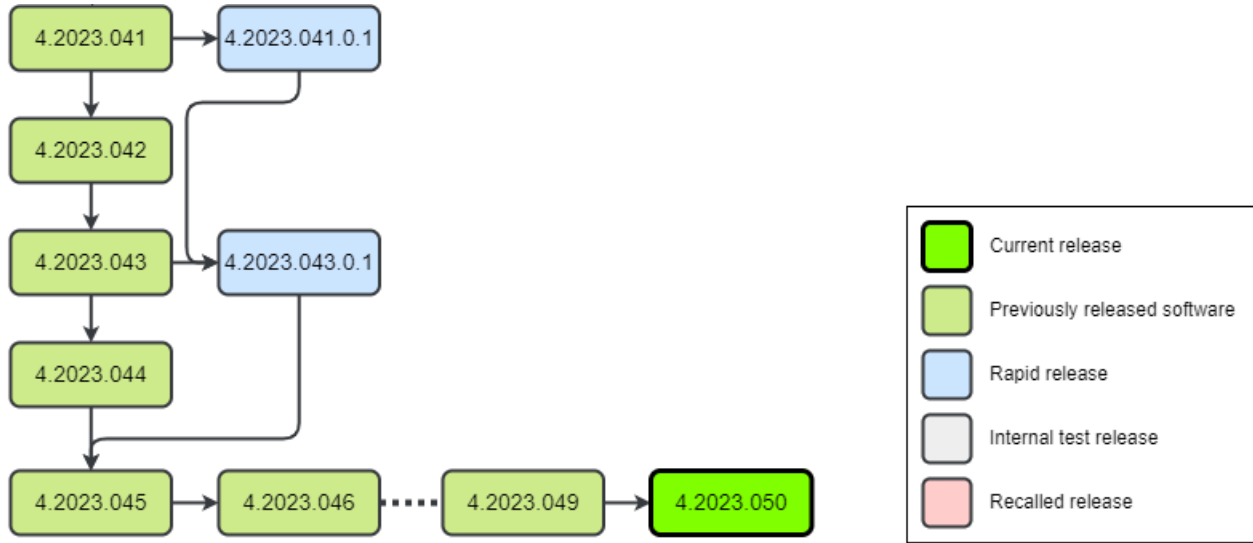 4.2023.041
4.2023.041.0.1
4.2023.042
4.2023.043
4.2023.043.0.1
4.2023.044
4.2023.045
4.2023.046
4.2023.049
4.2023.050
Current release
Previously released software
Rapid release
Internal test release
Recalled release